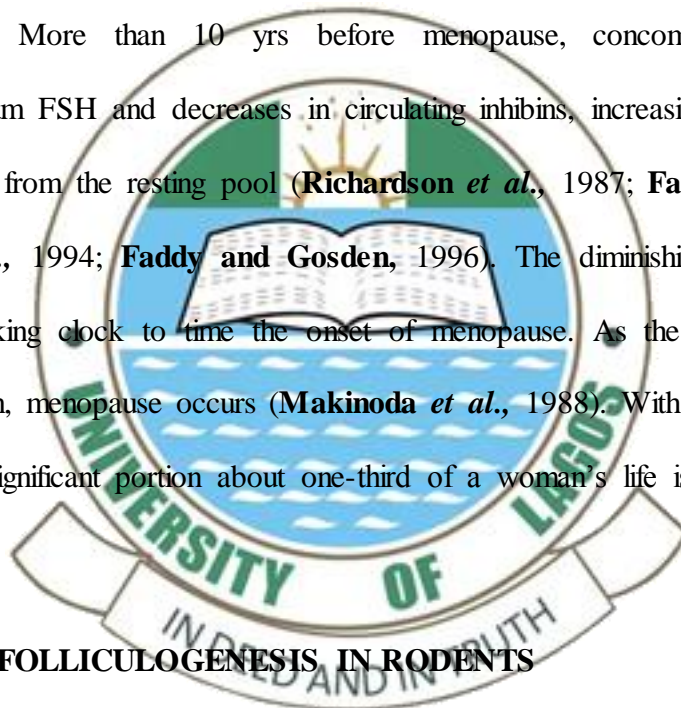 More than 10 yrs before menopause, concom
m FSH and decreases in circulating inhibins, increasi
from the resting pool (Richardson et al., 1987; Fa
., 1994; Faddy and Gosden, 1996). The diminishi
king clock to time the onset of menopause. As the
, menopause occurs (Makinoda et al., 1988). With
ignificant portion about one-third of a woman's life is
FOLLICULOGENESIS IN RODENTS
UNIVERSITY OF LAGOS
IN DEED AND IN TRUTH